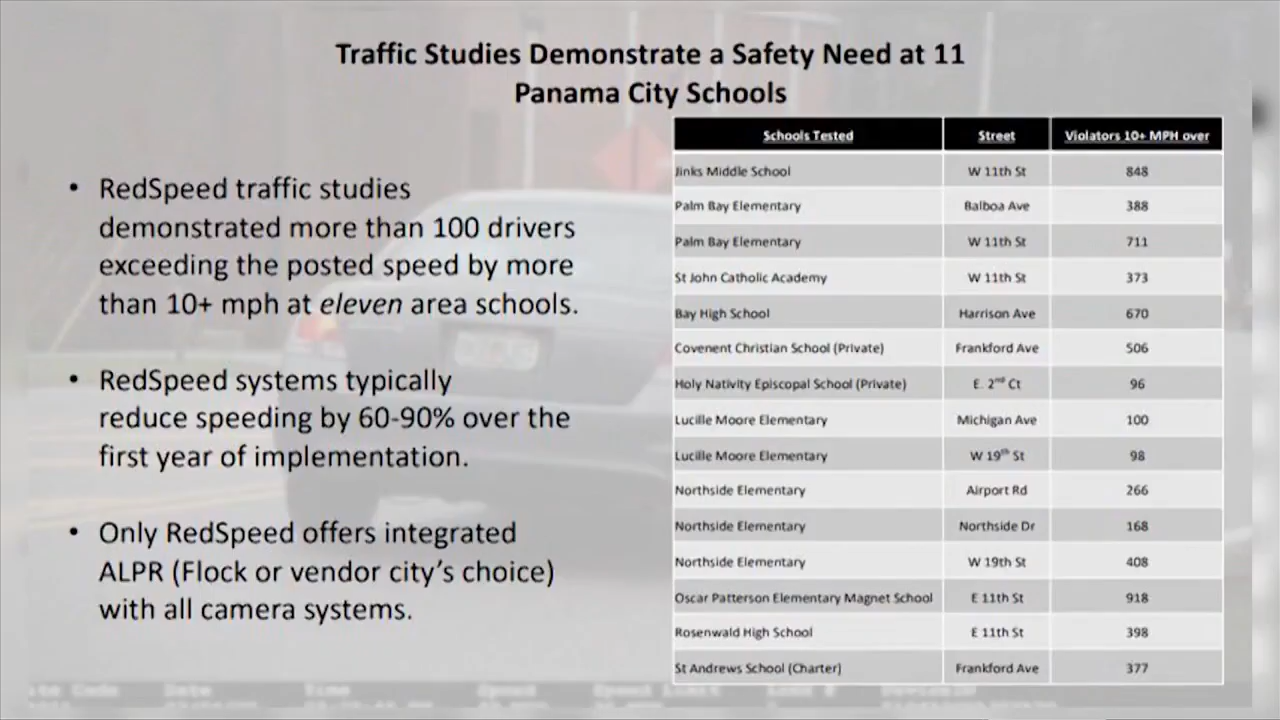 Traffic Studies Demonstrate a Safety Need at 11
Panama City Schools
• RedSpeed traffic studies
demonstrated more than 100 drivers
exceeding the posted speed by more
than 10+ mph at eleven area schools.
• RedSpeed systems typically
reduce speeding by 60-90% over the
first year of implementation.
• Only RedSpeed offers integrated
ALPR (Flock or vendor city's choice)
with all camera systems.
Schools Tested Street Violators 10+ MPH over
Jinks Middle School W 11th St 848
Palm Bay Elementary Balboa Ave 388
Palm Bay Elementary W 11th St 711
St John Catholic Academy W 11th St 373
Bay High School Harrison Ave 670
Covenent Christian School (Private) Frankford Ave 506
Holy Nativity Episcopal School (Private) E. 2nd Ct 96
Lucille Moore Elementary Michigan Ave 100
Lucille Moore Elementary W 19th St 98
Northside Elementary Airport Rd 266
Northside Elementary Northside Dr 168
Northside Elementary W 19th St 408
Oscar Patterson Elementary Magnet School E 11th St 918
Rosenwald High School E 11th St 398
St Andrews School (Charter) Frankford Ave 377
Date Time Speed Speed Limit